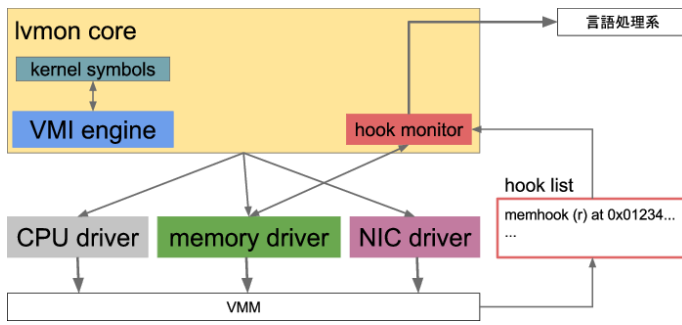 lvmon core
言語処理系
kernel symbols
VMI engine
hook monitor
hook list
memhook (r) at 0x01234...
...
CPU driver
memory driver
NIC driver
VMM